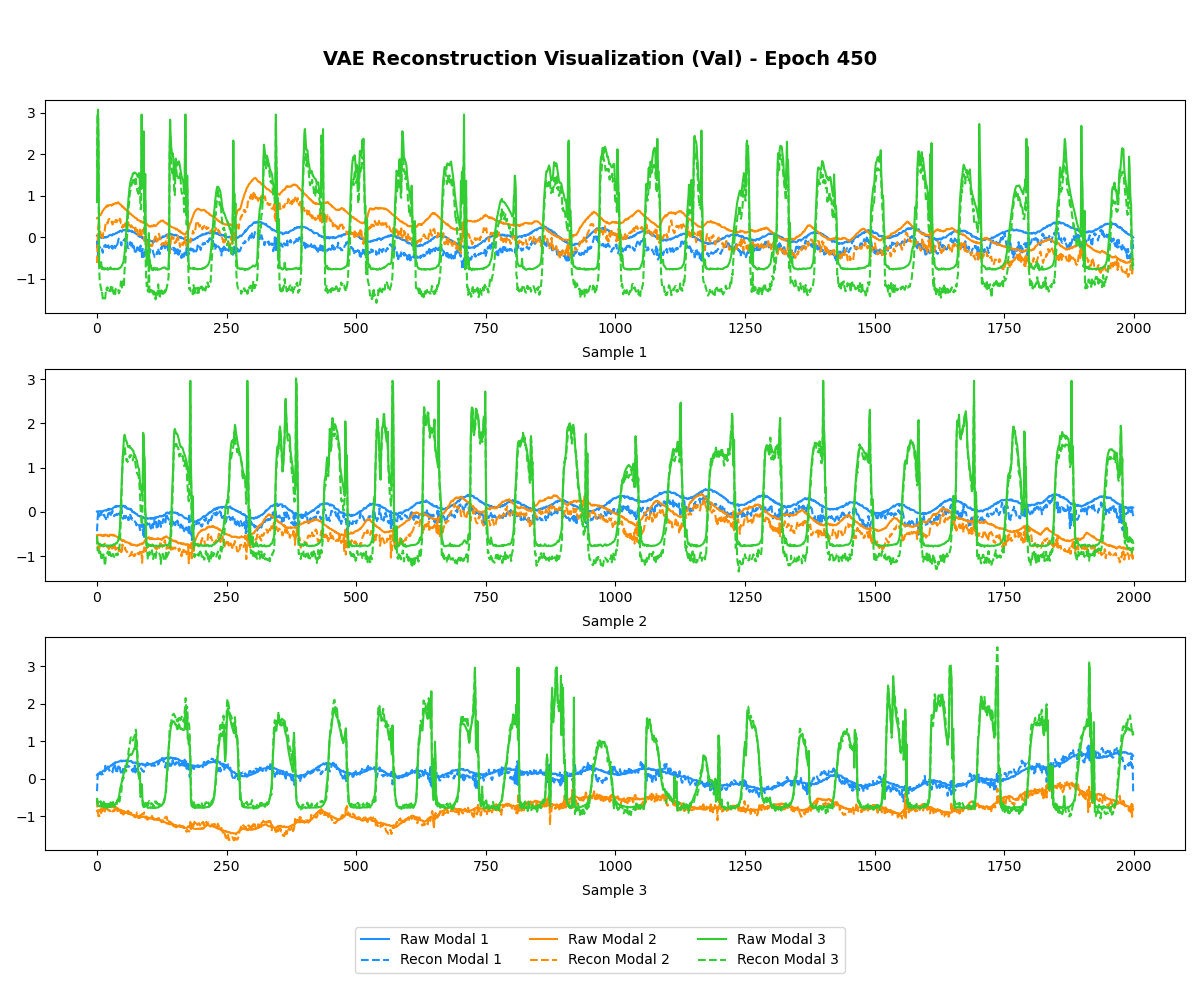 VAE Reconstruction Visualization (Val) - Epoch 450
3
2
1
0
−1
0 250 500 750 1000 1250 1500 1750 2000
Sample 1
3
2
1
0
−1
0 250 500 750 1000 1250 1500 1750 2000
Sample 2
3
2
1
0
−1
0 250 500 750 1000 1250 1500 1750 2000
Sample 3
Raw Modal 1 Raw Modal 2 Raw Modal 3
Recon Modal 1 Recon Modal 2 Recon Modal 3